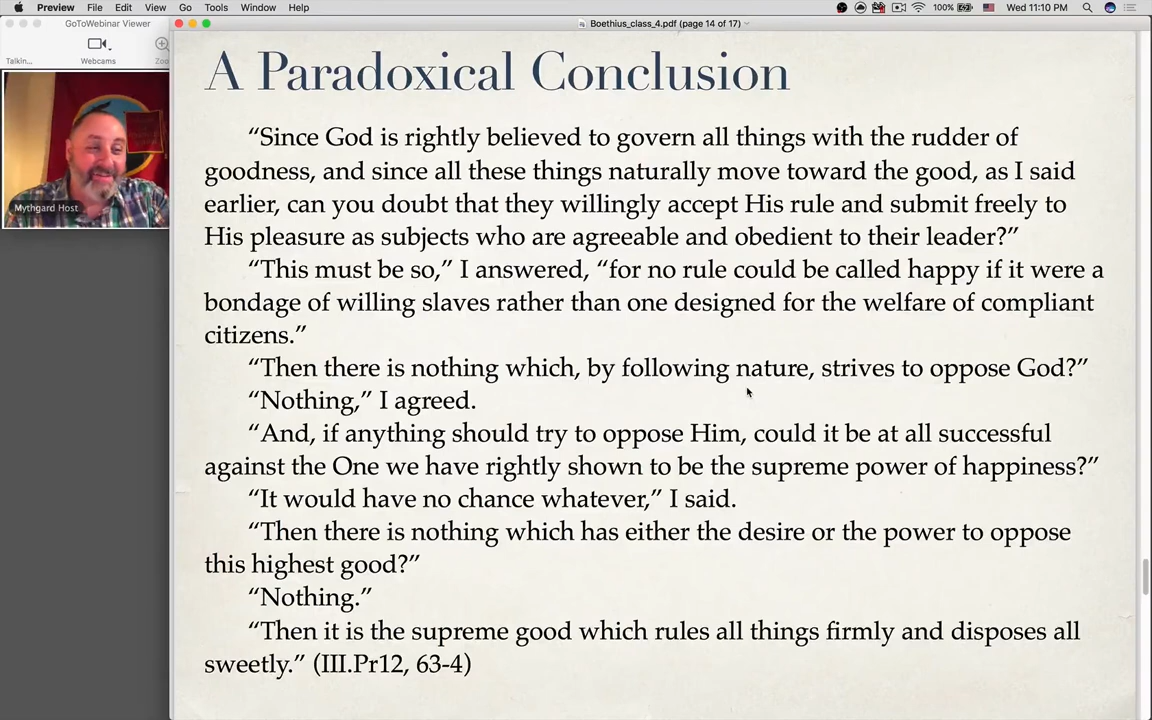 Preview File Edit View Go Tools Window Help 100% Wed 11:10 PM
GoToWebinar Viewer
Boethius_class_4.pdf (page 14 of 17)
Talkin... Webcams Zoo
Mythgard Host
A Paradoxical Conclusion
“Since God is rightly believed to govern all things with the rudder of
goodness, and since all these things naturally move toward the good, as I said
earlier, can you doubt that they willingly accept His rule and submit freely to
His pleasure as subjects who are agreeable and obedient to their leader?”
“This must be so,” I answered, “for no rule could be called happy if it were a
bondage of willing slaves rather than one designed for the welfare of compliant
citizens.”
“Then there is nothing which, by following nature, strives to oppose God?”
“Nothing,” I agreed.
“And, if anything should try to oppose Him, could it be at all successful
against the One we have rightly shown to be the supreme power of happiness?”
“It would have no chance whatever,” I said.
“Then there is nothing which has either the desire or the power to oppose
this highest good?”
“Nothing.”
“Then it is the supreme good which rules all things firmly and disposes all
sweetly.” (III.Pr12, 63-4)